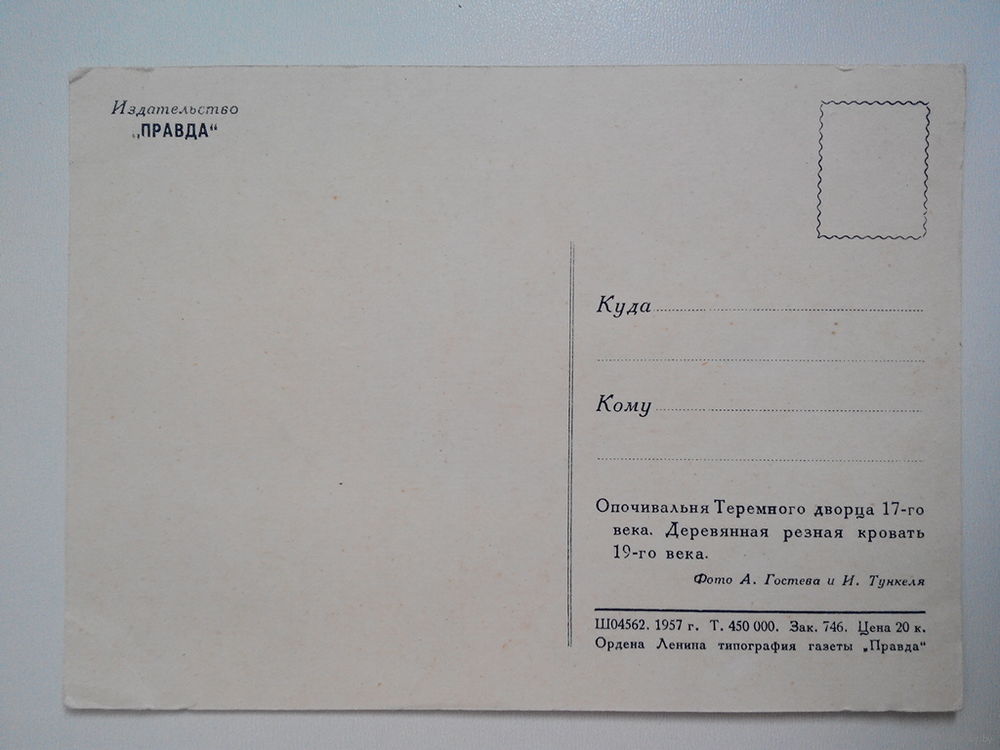 Издательство
„ПРАВДА“
Куда
Кому
Опочивальня Теремного дворца 17-го
века. Деревянная резная кровать
19-го века.
Фото А. Гостева и И. Тункеля
Ш04562. 1957 г. Т. 450 000. Зак. 746. Цена 20 к.
Ордена Ленина типография газеты „Правда“